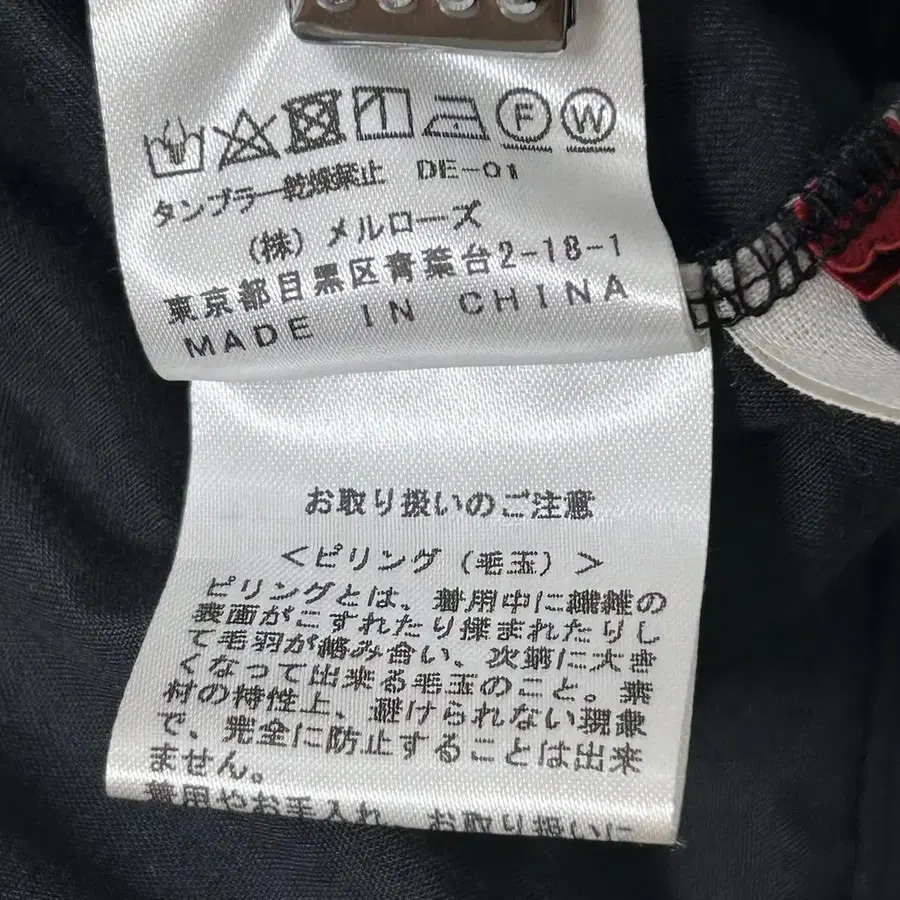 F W
タンブラー乾燥禁止 DE-01
(株) メルローズ
東京都目黒区青葉台2-18-1
MADE IN CHINA
お取り扱いのご注意
<ピリング(毛玉)>
ピリングとは、着用中に繊維の
表面がこすれたり揉まれたりし
て毛羽が絡み合い、次第に大き
くなって出来る毛玉のこと。素
材の特性上、避けられない現象
で、完全に防止することは出来
ません。
着用やお手入れ、お取り扱いに